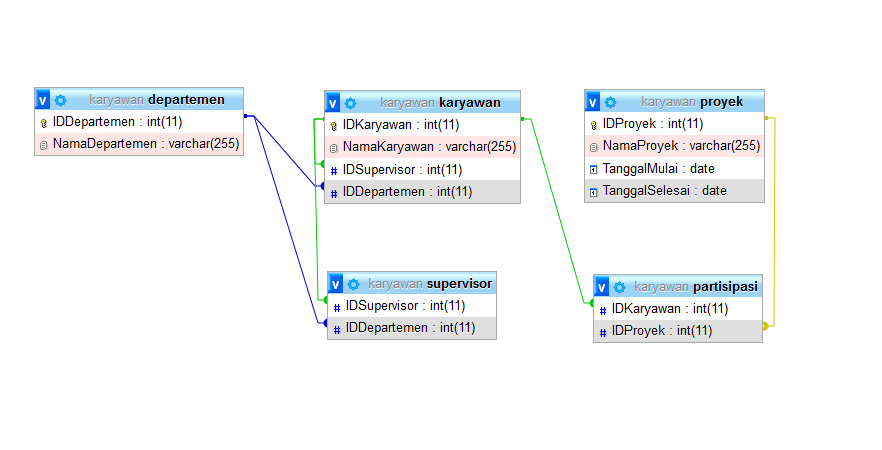 v karyawan departemen
IDDepartemen : int(11)
NamaDepartemen : varchar(255)
v karyawan karyawan
IDKaryawan : int(11)
NamaKaryawan : varchar(255)
# IDSupervisor : int(11)
# IDDepartemen : int(11)
v karyawan proyek
IDProyek : int(11)
NamaProyek : varchar(255)
TanggalMulai : date
TanggalSelesai : date
v karyawan supervisor
# IDSupervisor : int(11)
# IDDepartemen : int(11)
v karyawan partisipasi
# IDKaryawan : int(11)
# IDProyek : int(11)